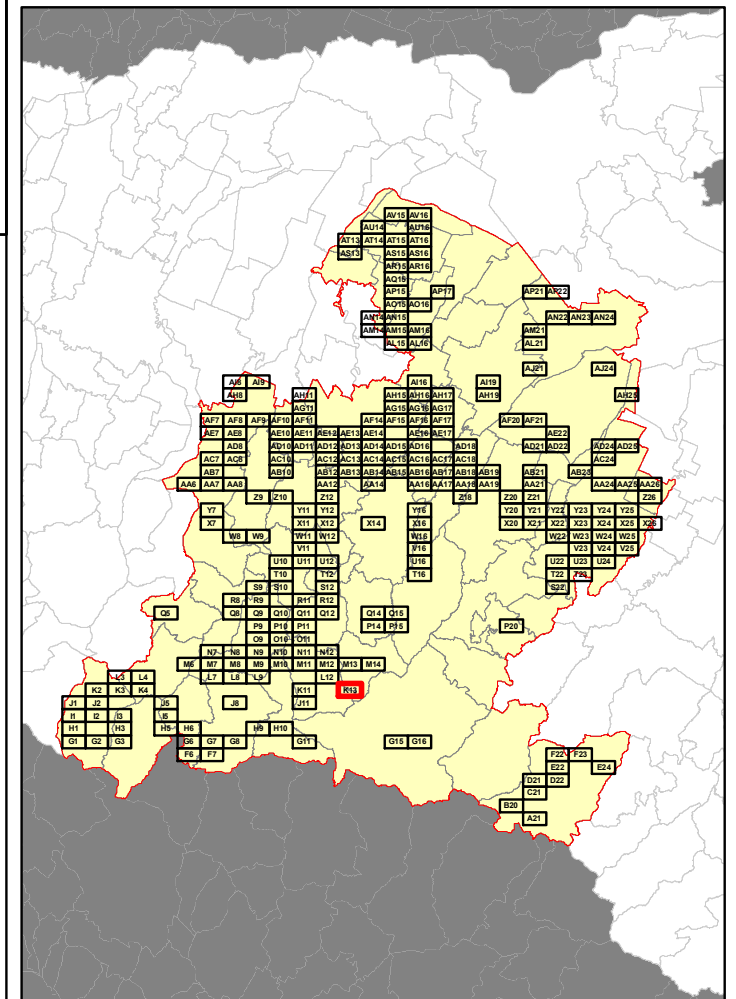 AV15 AV16
AU14 AU16
AT13 AT14 AT15 AT16
AS13 AS15 AS16
AR15 AR16
AQ15
AP15 AP17 AP21 AP22
AO15 AO16
AN14 AN15 AN22 AN23 AN24
AM14 AM15 AM16 AM21
AL15 AL16 AL21
AJ21 AJ24
AI8 AI9 AI16 AI19
AH8 AH11 AH15 AH16 AH17 AH19 AH25
AG11 AG15 AG16 AG17
AF7 AF8 AF9 AF10 AF11 AF14 AF15 AF16 AF17 AF20 AF21
AE7 AE8 AE10 AE11 AE12 AE13 AE14 AE16 AE17 AE22
AD8 AD10 AD11 AD12 AD13 AD14 AD15 AD16 AD18 AD21 AD22 AD24 AD25
AC7 AC8 AC10 AC12 AC13 AC14 AC15 AC16 AC17 AC18 AC24
AB7 AB10 AB12 AB13 AB14 AB15 AB16 AB17 AB18 AB19 AB21 AB23
AA6 AA7 AA8 AA12 AA14 AA16 AA17 AA18 AA19 AA21 AA24 AA25 AA26
Z9 Z10 Z12 Z18 Z20 Z21 Z26
Y7 Y11 Y12 Y16 Y20 Y21 Y22 Y23 Y24 Y25
X7 X11 X12 X14 X16 X20 X21 X22 X23 X24 X25 X26
W8 W9 W11 W12 W16 W22 W23 W24 W25
V11 V16 V23 V24 V25
U10 U11 U12 U16 U22 U23 U24
T10 T12 T16 T22 T23
S9 S10 S12 S22
R8 R9 R11 R12
Q5 Q8 Q9 Q10 Q11 Q12 Q14 Q15
P9 P10 P11 P14 P15 P20
O9 O10 O11
N7 N8 N9 N10 N11 N12
M6 M7 M8 M9 M10 M11 M12 M13 M14
L3 L4 L7 L8 L9 L12
K2 K3 K4 K11 K13
J1 J2 J5 J8 J11
I1 I2 I3 I5
H1 H3 H5 H6 H9 H10
G1 G2 G3 G6 G7 G8 G11 G15 G16
F6 F7 F22 F23
E22 E24
D21 D22
C21
B20
A21